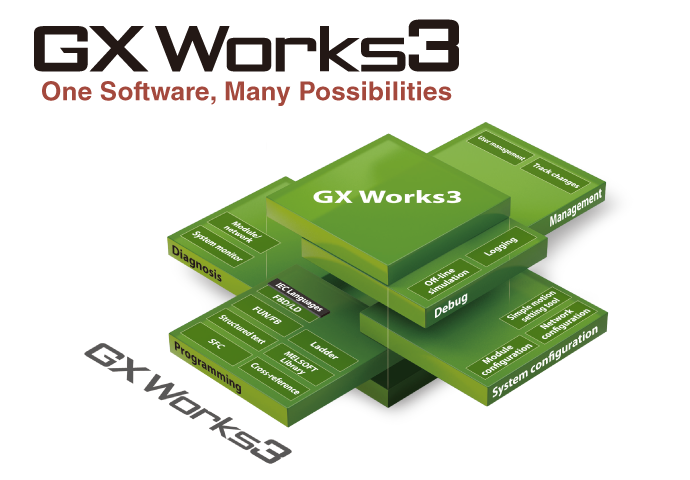 GX Works3
One Software, Many Possibilities
User management
Track changes
Management
GX Works3
Module/
network
System monitor
Diagnosis
Logging
Off-line
simulation
Debug
IEC Languages
FBD/LD
FUN/FB
Structured text
Ladder
SFC
MELSOFT
Library
Cross-reference
Programming
Simple motion
setting tool
Network
configuration
Module
configuration
System configuration
GX Works3